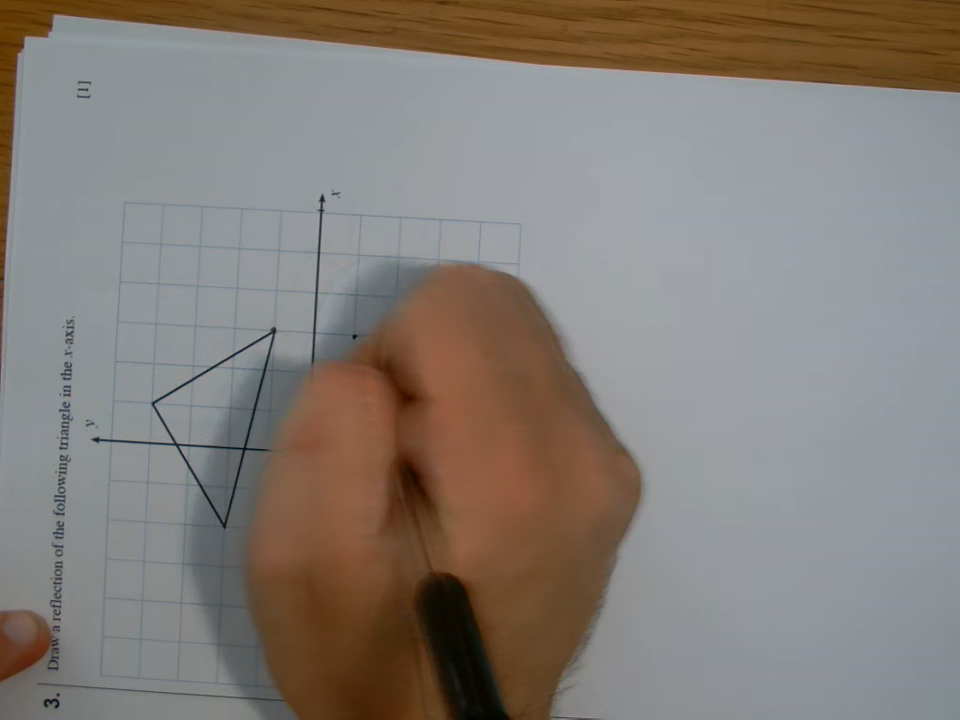 3. Draw a reflection of the following triangle in the x-axis.
[1]
y
x